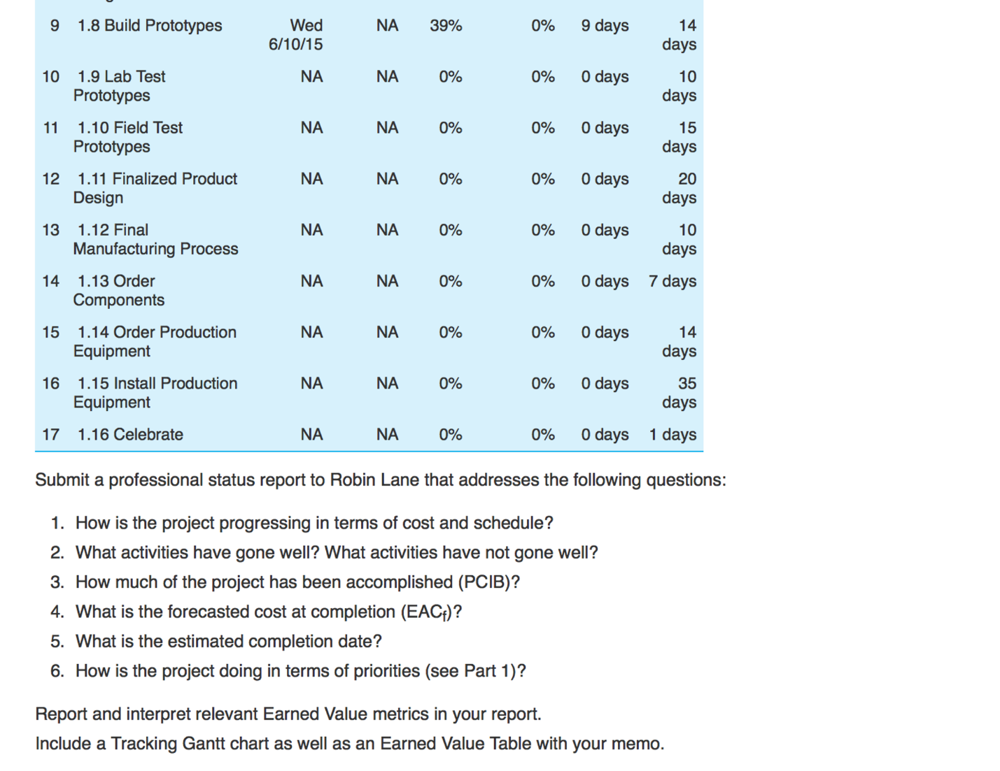 9 1.8 Build Prototypes Wed NA 39% 0% 9 days 14
6/10/15 days
10 1.9 Lab Test NA NA 0% 0% 0 days 10
Prototypes days
11 1.10 Field Test NA NA 0% 0% 0 days 15
Prototypes days
12 1.11 Finalized Product NA NA 0% 0% 0 days 20
Design days
13 1.12 Final NA NA 0% 0% 0 days 10
Manufacturing Process days
14 1.13 Order NA NA 0% 0% 0 days 7 days
Components
15 1.14 Order Production NA NA 0% 0% 0 days 14
Equipment days
16 1.15 Install Production NA NA 0% 0% 0 days 35
Equipment days
17 1.16 Celebrate NA NA 0% 0% 0 days 1 days
Submit a professional status report to Robin Lane that addresses the following questions:
1. How is the project progressing in terms of cost and schedule?
2. What activities have gone well? What activities have not gone well?
3. How much of the project has been accomplished (PCIB)?
4. What is the forecasted cost at completion (EACf)?
5. What is the estimated completion date?
6. How is the project doing in terms of priorities (see Part 1)?
Report and interpret relevant Earned Value metrics in your report.
Include a Tracking Gantt chart as well as an Earned Value Table with your memo.